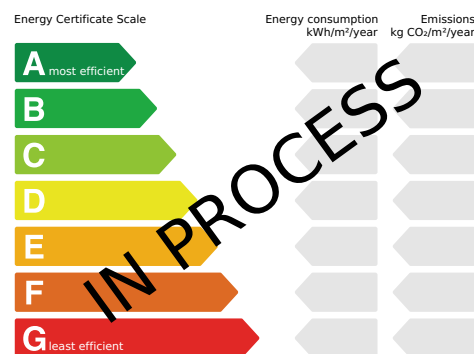 Energy Certificate Scale
Energy consumption
kWh/m²/year
Emissions
kg CO₂/m²/year
A most efficient
B
C
D
E
F
G least efficient
IN PROCESS